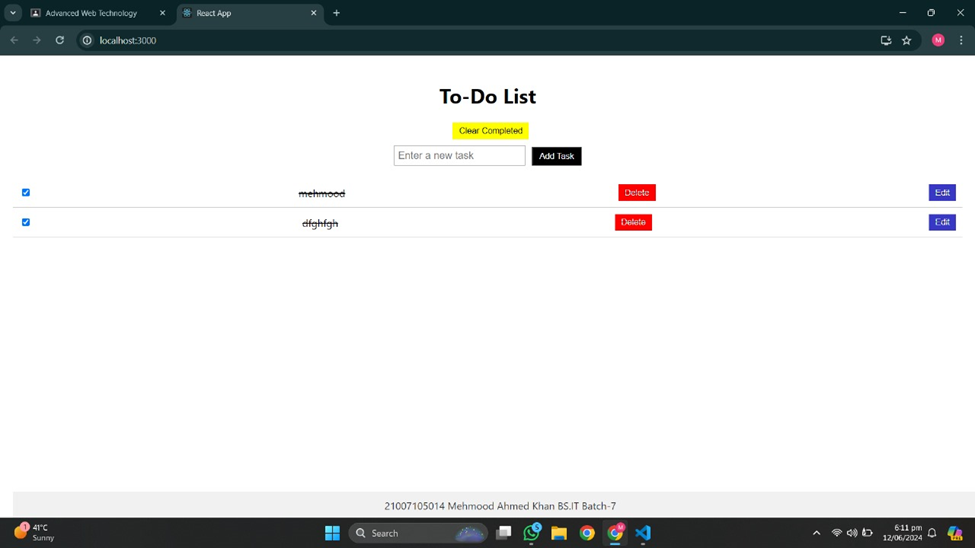 Advanced Web Technology
React App
localhost:3000
M
To-Do List
Clear Completed
Enter a new task
Add Task
mehmood
Delete
Edit
dfghfgh
Delete
Edit
21007105014 Mehmood Ahmed Khan BS.IT Batch-7
1
41°C
Sunny
Search
5
M
6:11 pm
12/06/2024